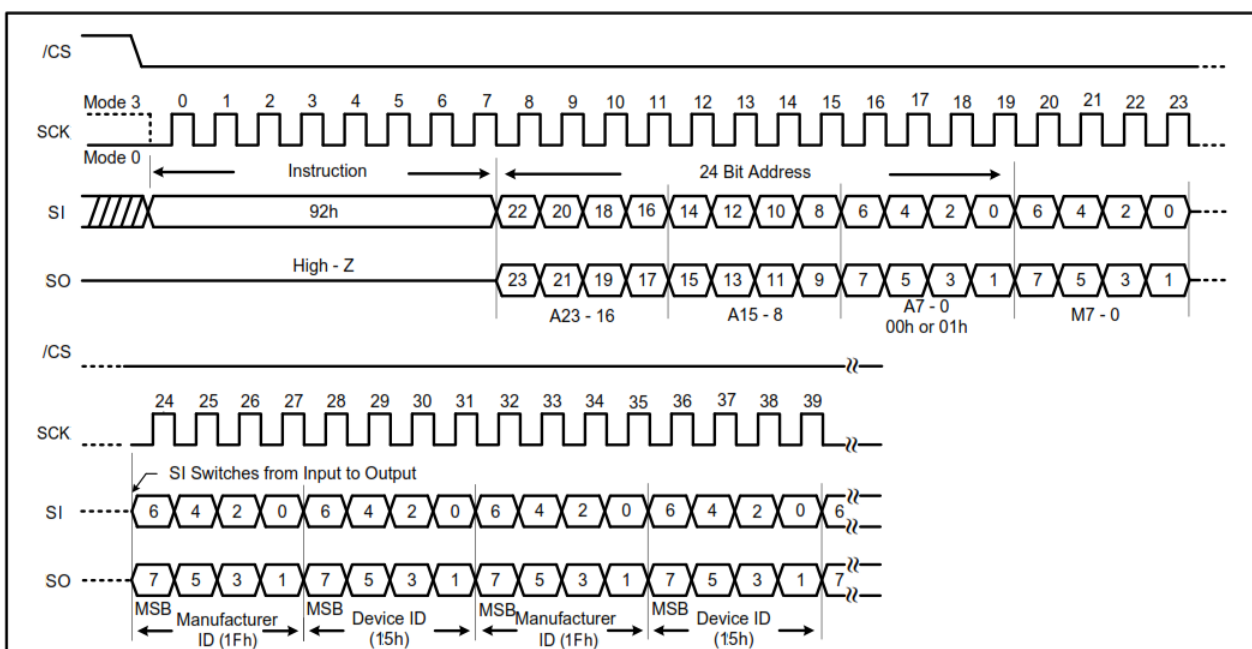 /CS
Mode 3 0 1 2 3 4 5 6 7 8 9 10 11 12 13 14 15 16 17 18 19 20 21 22 23
SCK
Mode 0
Instruction 24 Bit Address
SI 92h 22 20 18 16 14 12 10 8 6 4 2 0 6 4 2 0
High - Z
SO 23 21 19 17 15 13 11 9 7 5 3 1 7 5 3 1
A23 - 16 A15 - 8 A7 - 0 M7 - 0
00h or 01h
/CS
24 25 26 27 28 29 30 31 32 33 34 35 36 37 38 39
SCK
SI Switches from Input to Output
SI 6 4 2 0 6 4 2 0 6 4 2 0 6 4 2 0 6
SO 7 5 3 1 7 5 3 1 7 5 3 1 7 5 3 1 7
MSB MSB MSB MSB
Manufacturer Device ID Manufacturer Device ID
ID (1Fh) (15h) ID (1Fh) (15h)